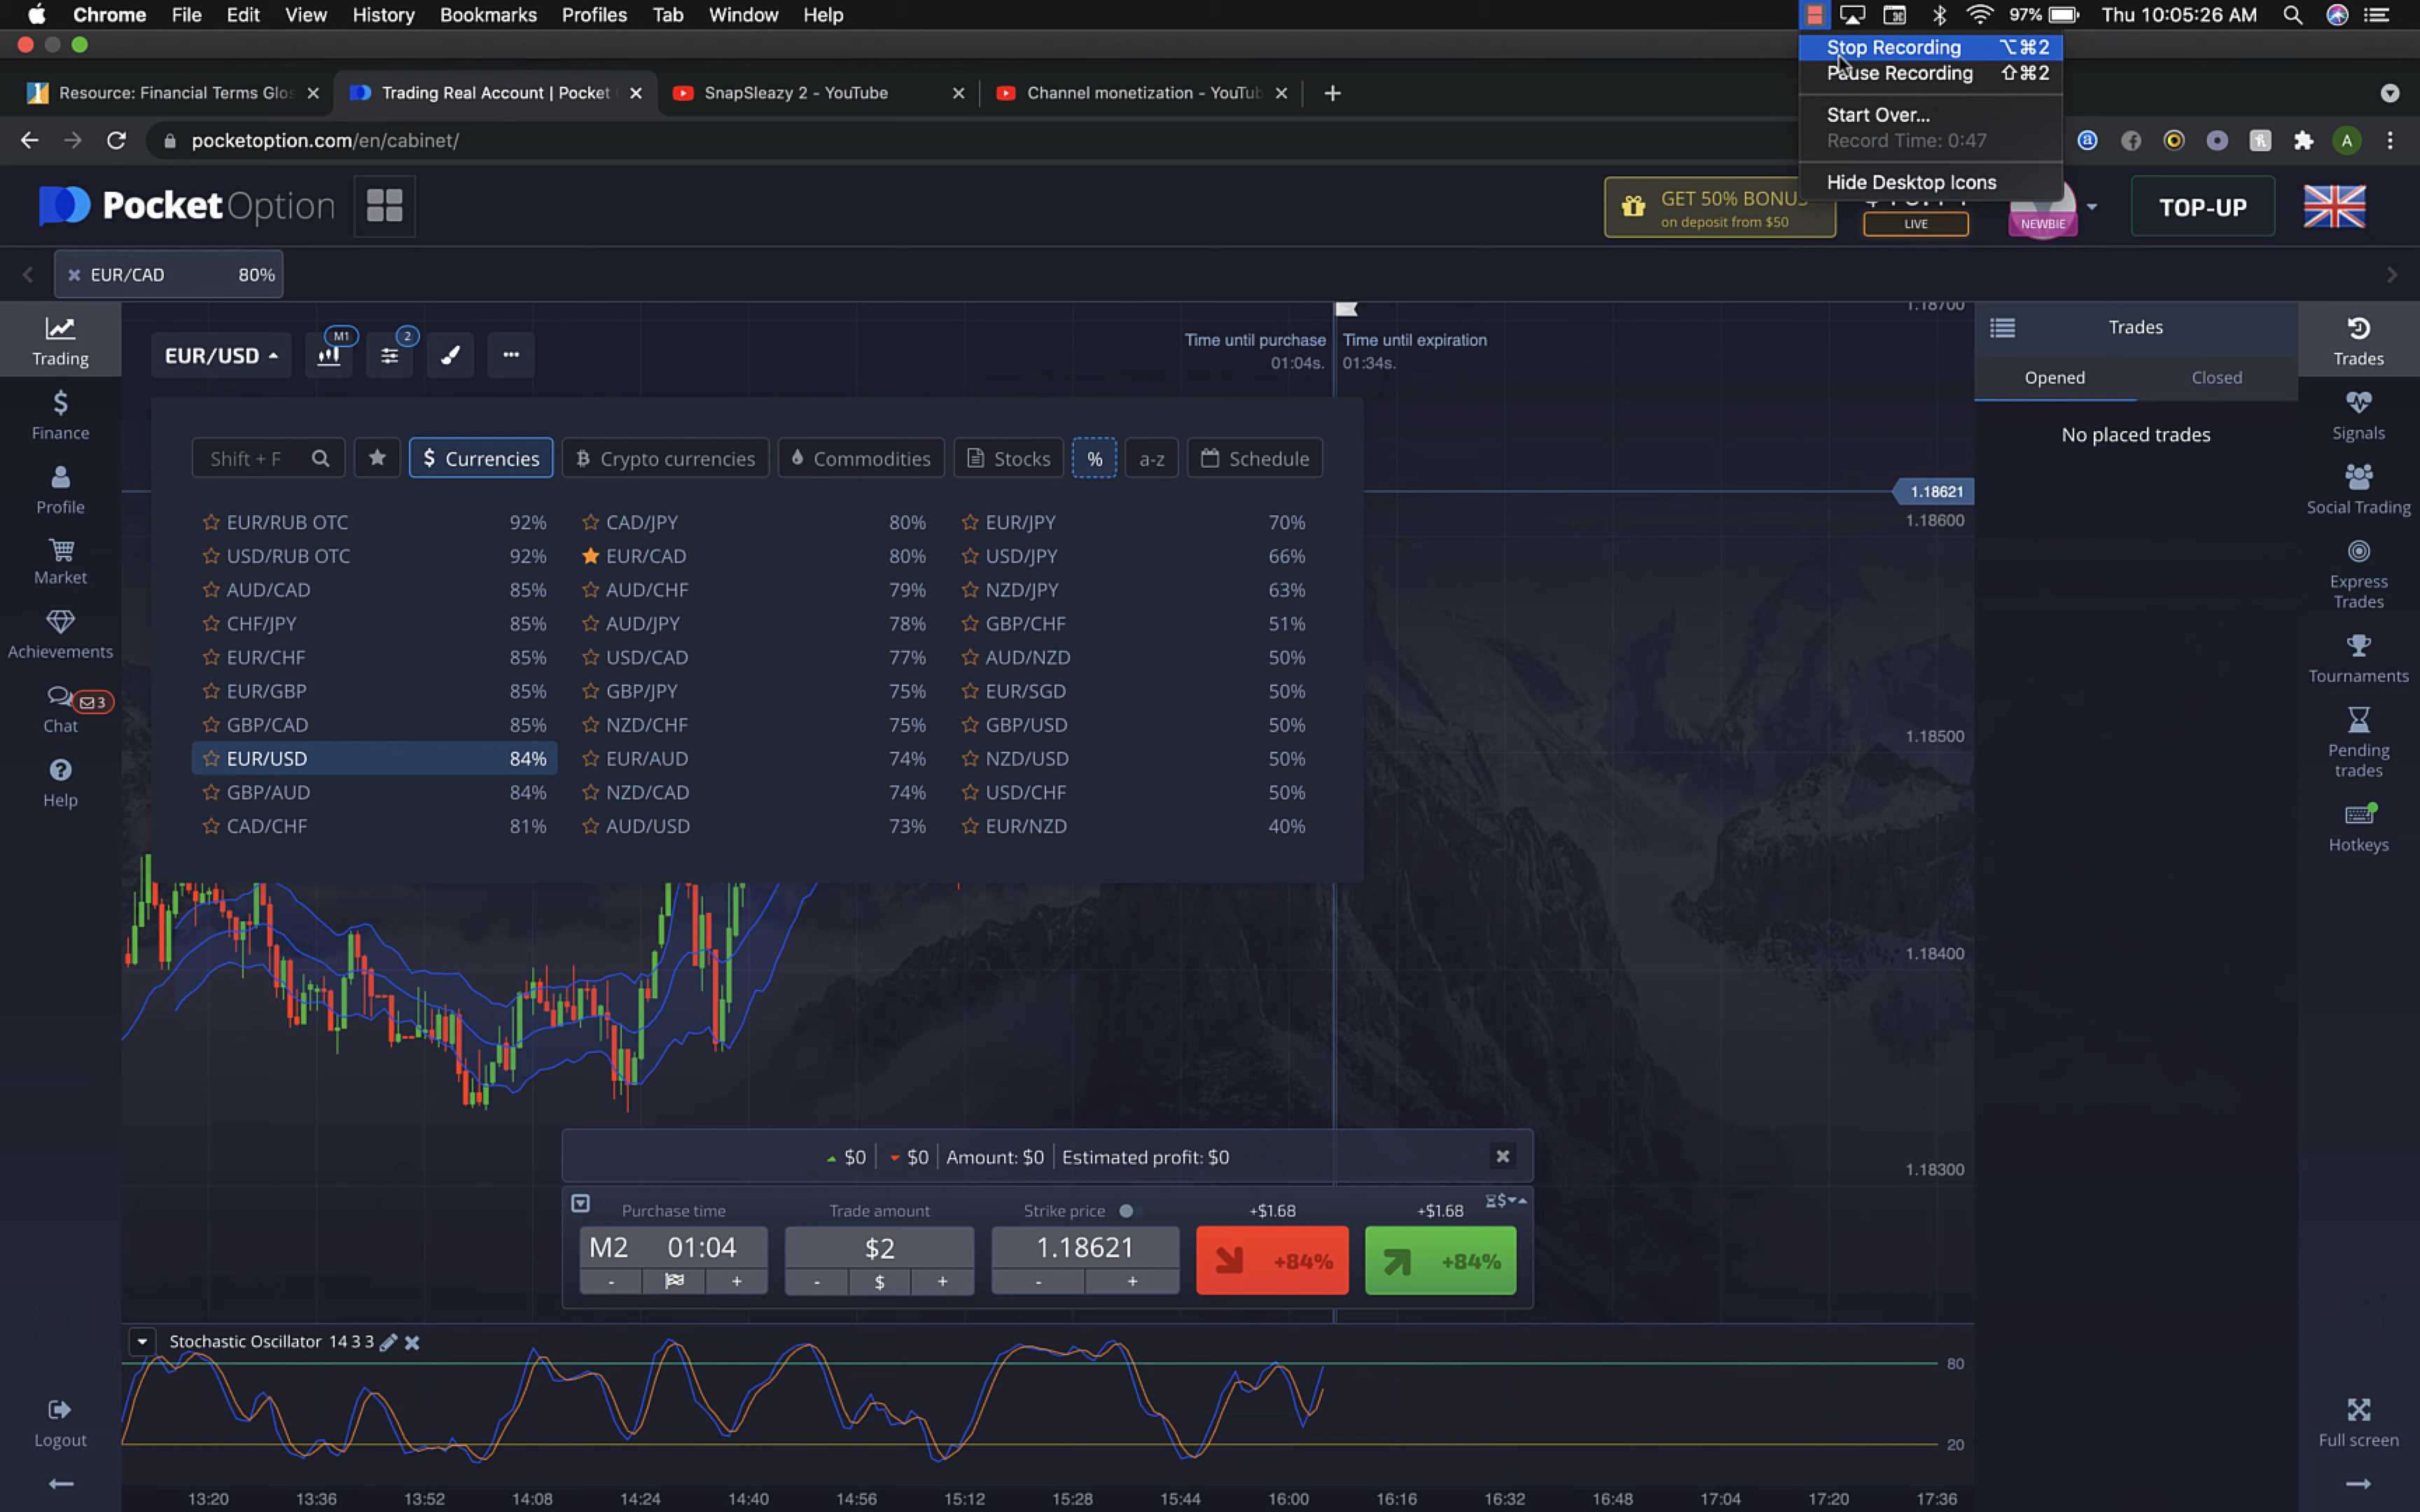 Chrome File Edit View History Bookmarks Profiles Tab Window Help 97% Thu 10:05:26 AM
Stop Recording ⌥⌘2
Pause Recording ⇧⌘2
Start Over...
Record Time: 0:47
Hide Desktop Icons
Resource: Financial Terms Glos Trading Real Account | Pocket SnapSleazy 2 - YouTube Channel monetization - YouTub
pocketoption.com/en/cabinet/
A
PocketOption
GET 50% BONUS
on deposit from $50
LIVE
NEWBIE
TOP-UP
EUR/CAD 80%
Trading
Finance
Profile
Market
Achievements
3
Chat
Help
Logout
EUR/USD M1 2
Time until purchase
01:04s.
Time until expiration
01:34s.
Shift + F $ Currencies Crypto currencies Commodities Stocks % a-z Schedule
EUR/RUB OTC 92% CAD/JPY 80% EUR/JPY 70%
USD/RUB OTC 92% EUR/CAD 80% USD/JPY 66%
AUD/CAD 85% AUD/CHF 79% NZD/JPY 63%
CHF/JPY 85% AUD/JPY 78% GBP/CHF 51%
EUR/CHF 85% USD/CAD 77% AUD/NZD 50%
EUR/GBP 85% GBP/JPY 75% EUR/SGD 50%
GBP/CAD 85% NZD/CHF 75% GBP/USD 50%
EUR/USD 84% EUR/AUD 74% NZD/USD 50%
GBP/AUD 84% NZD/CAD 74% USD/CHF 50%
CAD/CHF 81% AUD/USD 73% EUR/NZD 40%
1.18700
1.18621
1.18600
1.18500
1.18400
1.18300
$0 $0 Amount: $0 Estimated profit: $0
Purchase time Trade amount Strike price +$1.68 +$1.68
M2 01:04 $2 1.18621 +84% +84%
- + - $ + - +
Stochastic Oscillator 14 3 3
80
20
13:20 13:36 13:52 14:08 14:24 14:40 14:56 15:12 15:28 15:44 16:00 16:16 16:32 16:48 17:04 17:20 17:36
Trades
Opened Closed
No placed trades
Trades
Signals
Social Trading
Express
Trades
Tournaments
Pending
trades
Hotkeys
Full screen